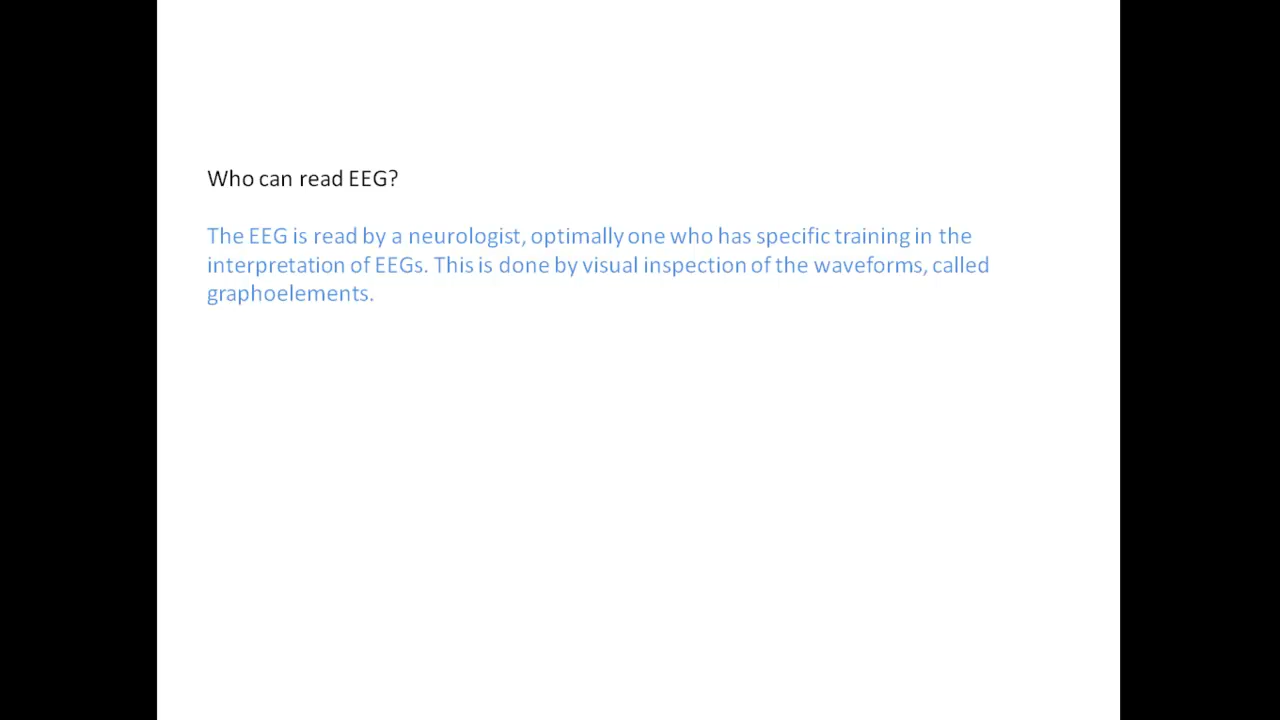 Who can read EEG?
The EEG is read by a neurologist, optimally one who has specific training in the
interpretation of EEGs. This is done by visual inspection of the waveforms, called
graphoelements.